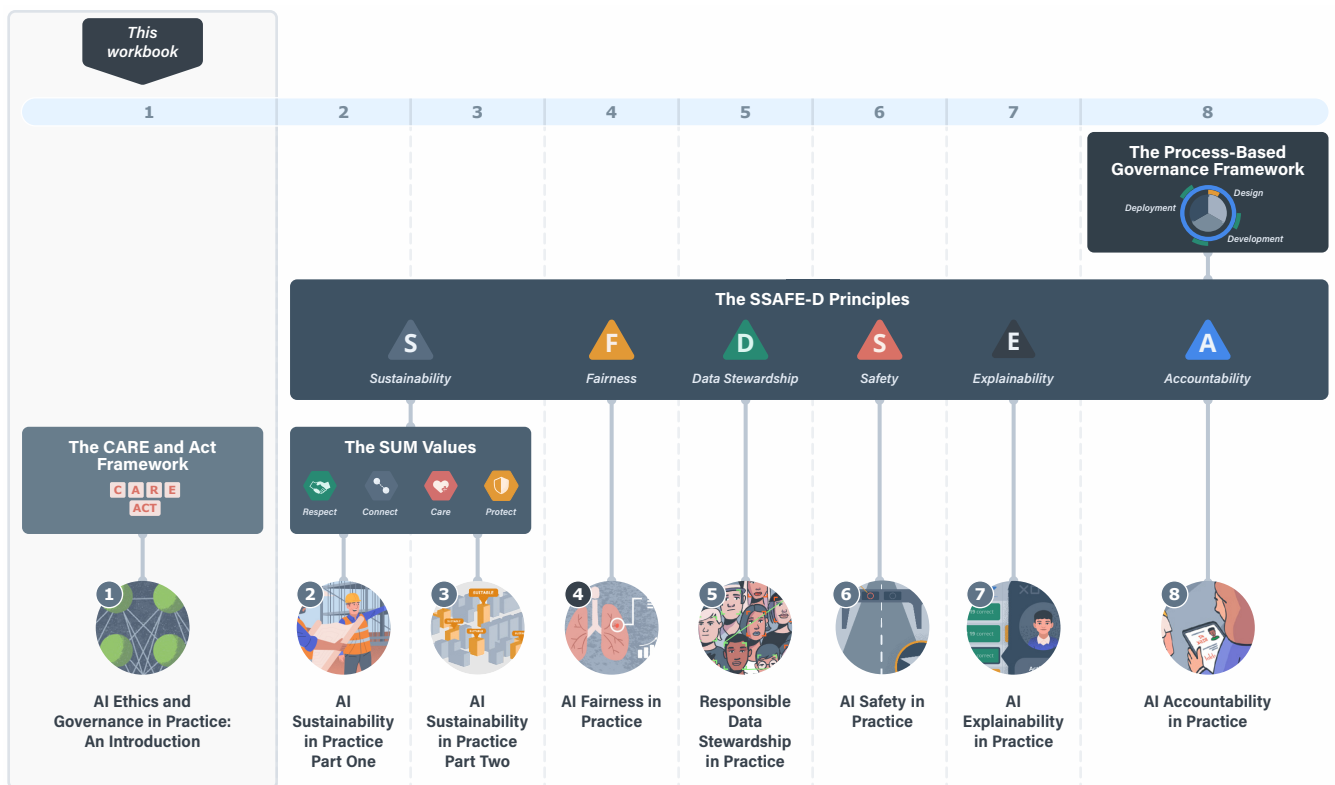 This
workbook
1
2
3
4
5
6
7
8
The Process-Based
Governance Framework
Design
Deployment
Development
The SSAFE-D Principles
S
F
D
S
E
A
Sustainability
Fairness
Data Stewardship
Safety
Explainability
Accountability
The CARE and Act
Framework
C A R E
ACT
The SUM Values
Respect
Connect
Care
Protect
1
2
3
4
5
6
7
8
SUITABLE
AI Ethics and
Governance in Practice:
An Introduction
AI
Sustainability
in Practice
Part One
AI
Sustainability
in Practice
Part Two
AI Fairness in
Practice
Responsible
Data
Stewardship
in Practice
AI Safety in
Practice
AI
Explainability
in Practice
AI Accountability
in Practice